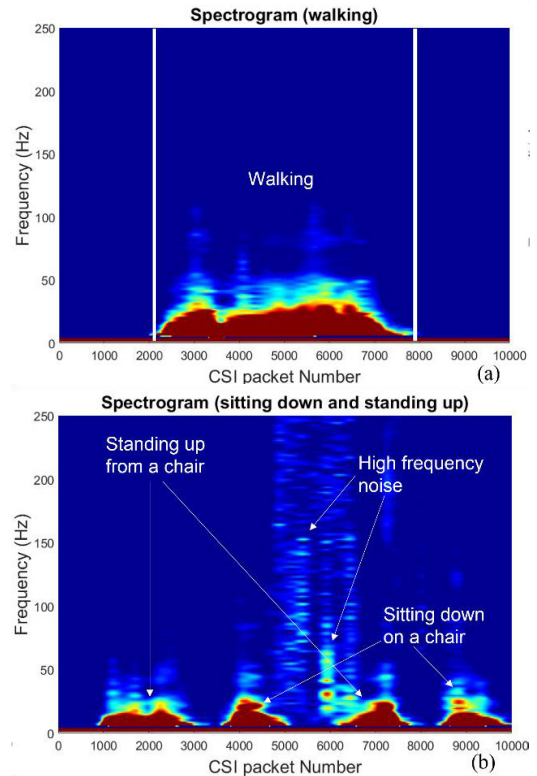 Spectrogram (walking)
250
200
150
100
50
0
Frequency (Hz)
Walking
0 1000 2000 3000 4000 5000 6000 7000 8000 9000 10000
CSI packet Number
(a)
Spectrogram (sitting down and standing up)
250
200
150
100
50
0
Frequency (Hz)
Standing up
from a chair
High frequency
noise
Sitting down
on a chair
0 1000 2000 3000 4000 5000 6000 7000 8000 9000 10000
CSI packet Number
(b)